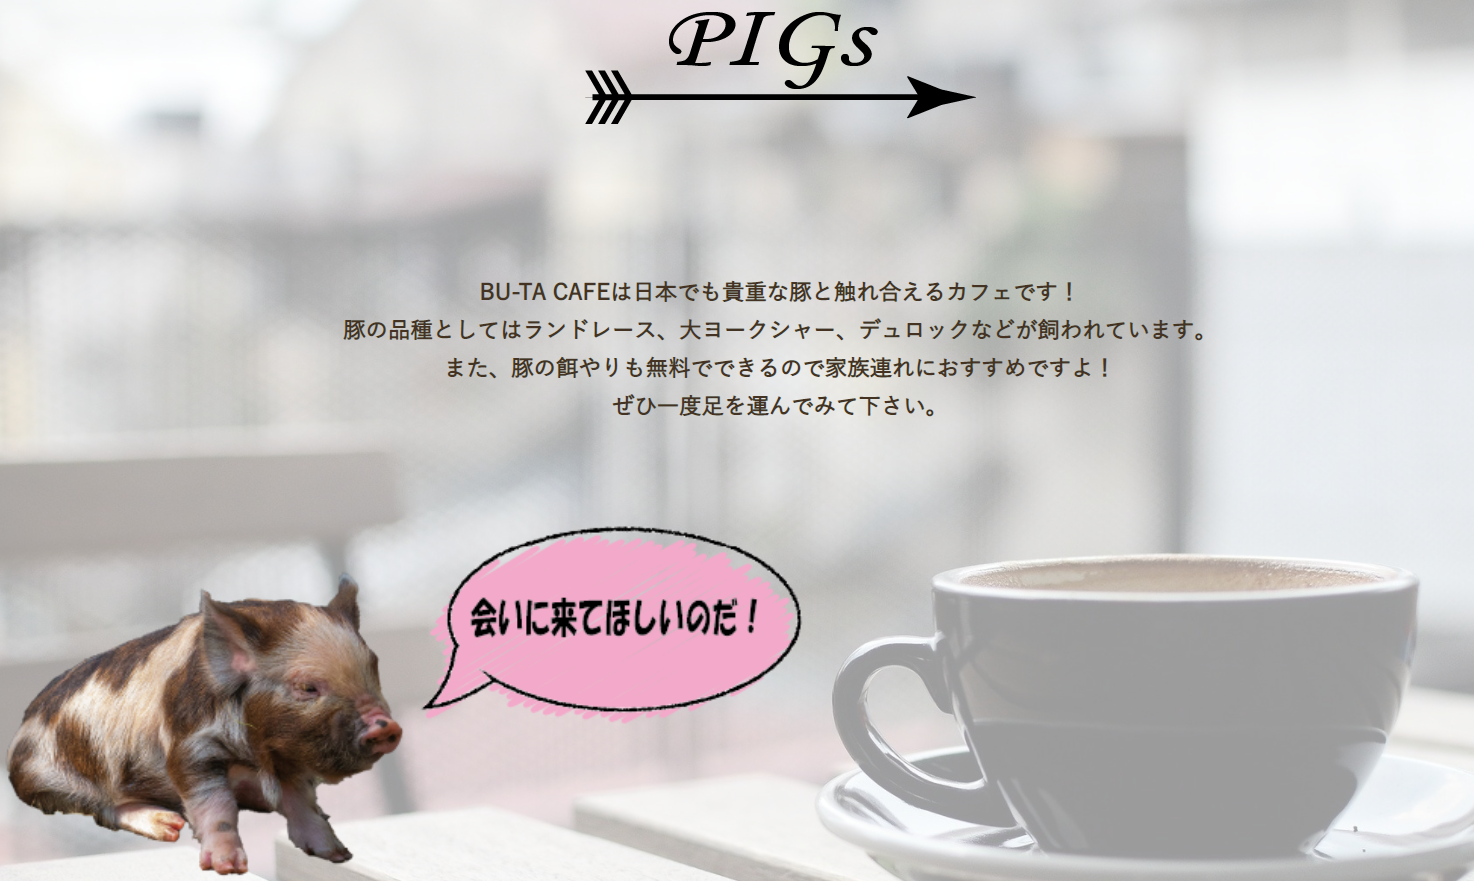 PIGs
BU-TA CAFEは日本でも貴重な豚と触れ合えるカフェです！
豚の品種としてはランドレース、大ヨークシャー、デュロックなどが飼われています。
また、豚の餌やりも無料でできるので家族連れにおすすめですよ！
ぜひ一度足を運んでみて下さい。
会いに来てほしいのだ！